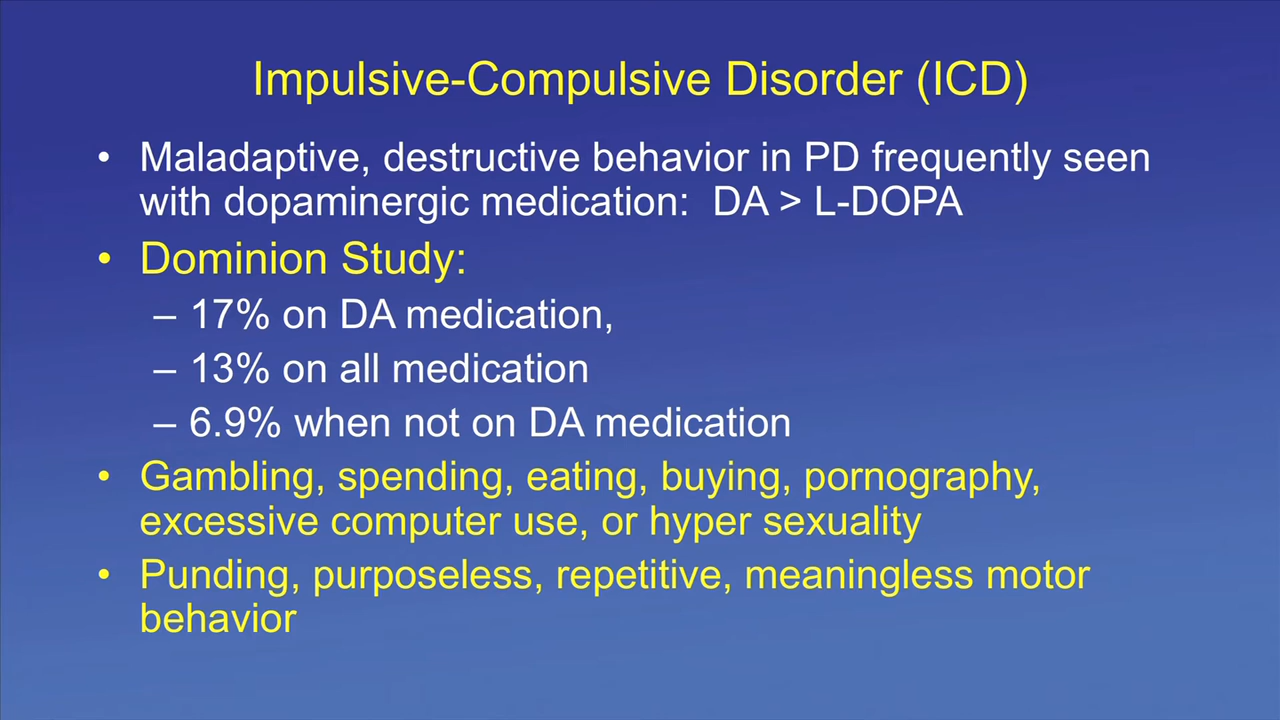 Impulsive-Compulsive Disorder (ICD)
• Maladaptive, destructive behavior in PD frequently seen
with dopaminergic medication:  DA > L-DOPA
• Dominion Study:
– 17% on DA medication,
– 13% on all medication
– 6.9% when not on DA medication
• Gambling, spending, eating, buying, pornography,
excessive computer use, or hyper sexuality
• Punding, purposeless, repetitive, meaningless motor
behavior